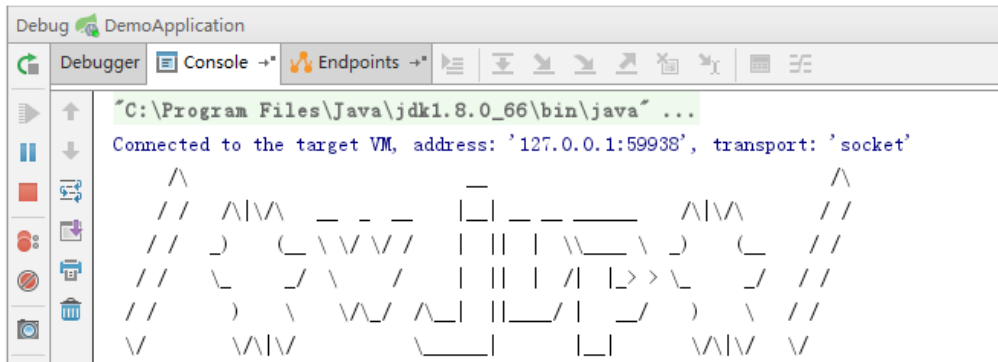 Debug DemoApplication
Debugger Console Endpoints
"C:\Program Files\Java\jdk1.8.0_66\bin\java" ...
Connected to the target VM, address: '127.0.0.1:59938', transport: 'socket'